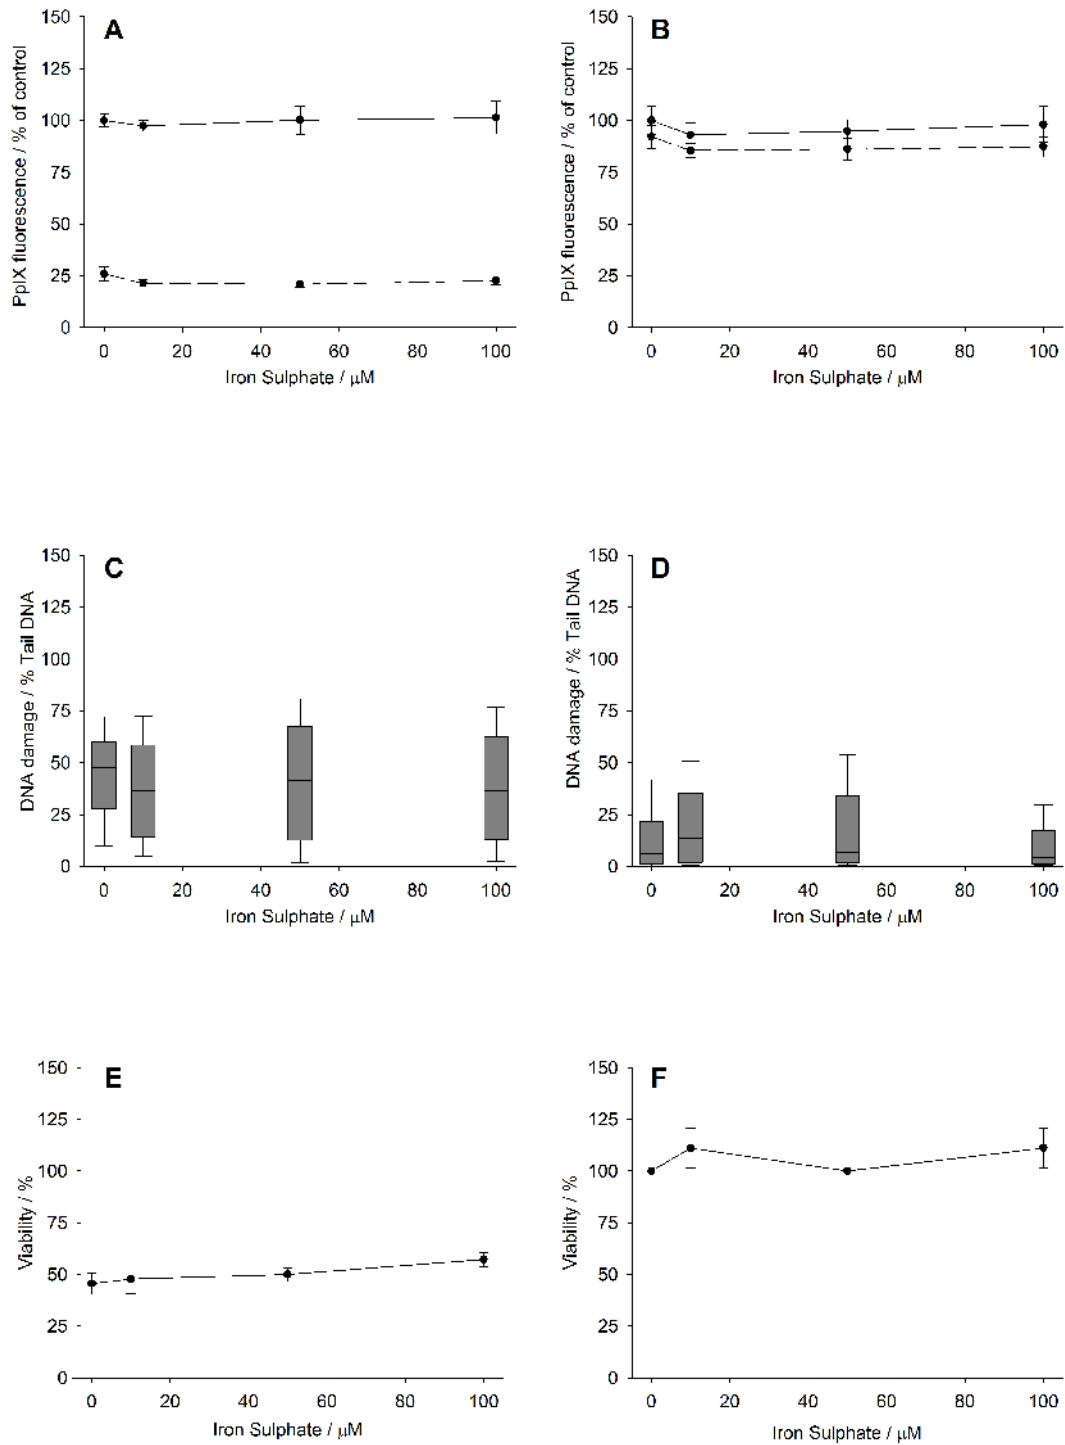 A
PpIX fluorescence / % of control
150
125
100
75
50
25
0
0 20 40 60 80 100
Iron Sulphate / μM
B
PpIX fluorescence / % of control
150
125
100
75
50
25
0
0 20 40 60 80 100
Iron Sulphate / μM
C
DNA damage / % Tail DNA
150
125
100
75
50
25
0
0 20 40 60 80 100
Iron Sulphate / μM
D
DNA damage / % Tail DNA
150
125
100
75
50
25
0
0 20 40 60 80 100
Iron Sulphate / μM
E
Viability / %
150
125
100
75
50
25
0
0 20 40 60 80 100
Iron Sulphate / μM
F
Viability / %
150
125
100
75
50
25
0
0 20 40 60 80 100
Iron Sulphate / μM